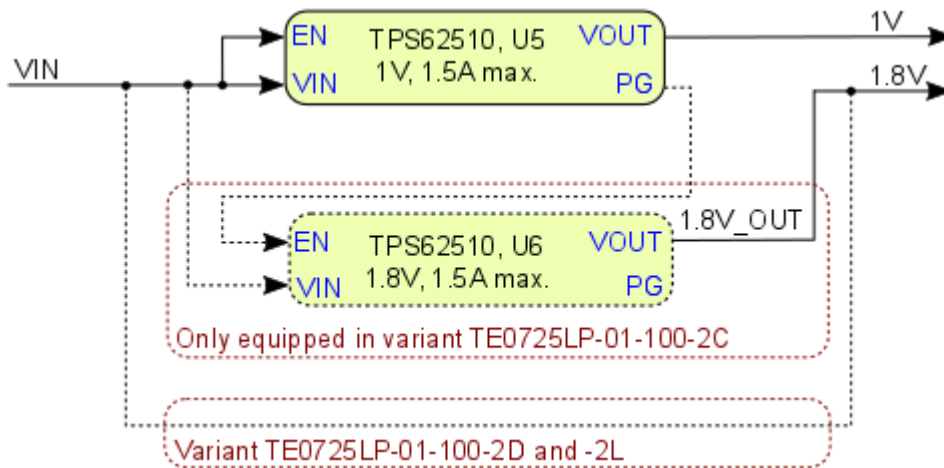 VIN
EN
VIN
TPS62510, U5
1V, 1.5A max.
VOUT
PG
1V
1.8V
EN
VIN
TPS62510, U6
1.8V, 1.5A max.
VOUT
PG
1.8V_OUT
Only equipped in variant TE0725LP-01-100-2C
Variant TE0725LP-01-100-2D and -2L